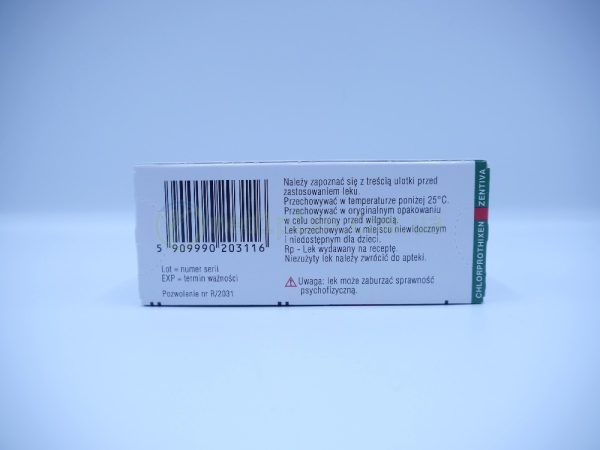 5 909990 203116
Lot = numer serii
EXP = termin ważności
Pozwolenie nr R/2031
Należy zapoznać się z treścią ulotki przed
zastosowaniem leku.
Przechowywać w temperaturze poniżej 25°C.
Przechowywać w oryginalnym opakowaniu
w celu ochrony przed wilgocią.
Lek przechowywać w miejscu niewidocznym
i niedostępnym dla dzieci.
Rp - Lek wydawany na receptę.
Niezużyty lek należy zwrócić do apteki.
Uwaga: lek może zaburzać sprawność
psychofizyczną.
CHLORPROTHIXEN ZENTIVA